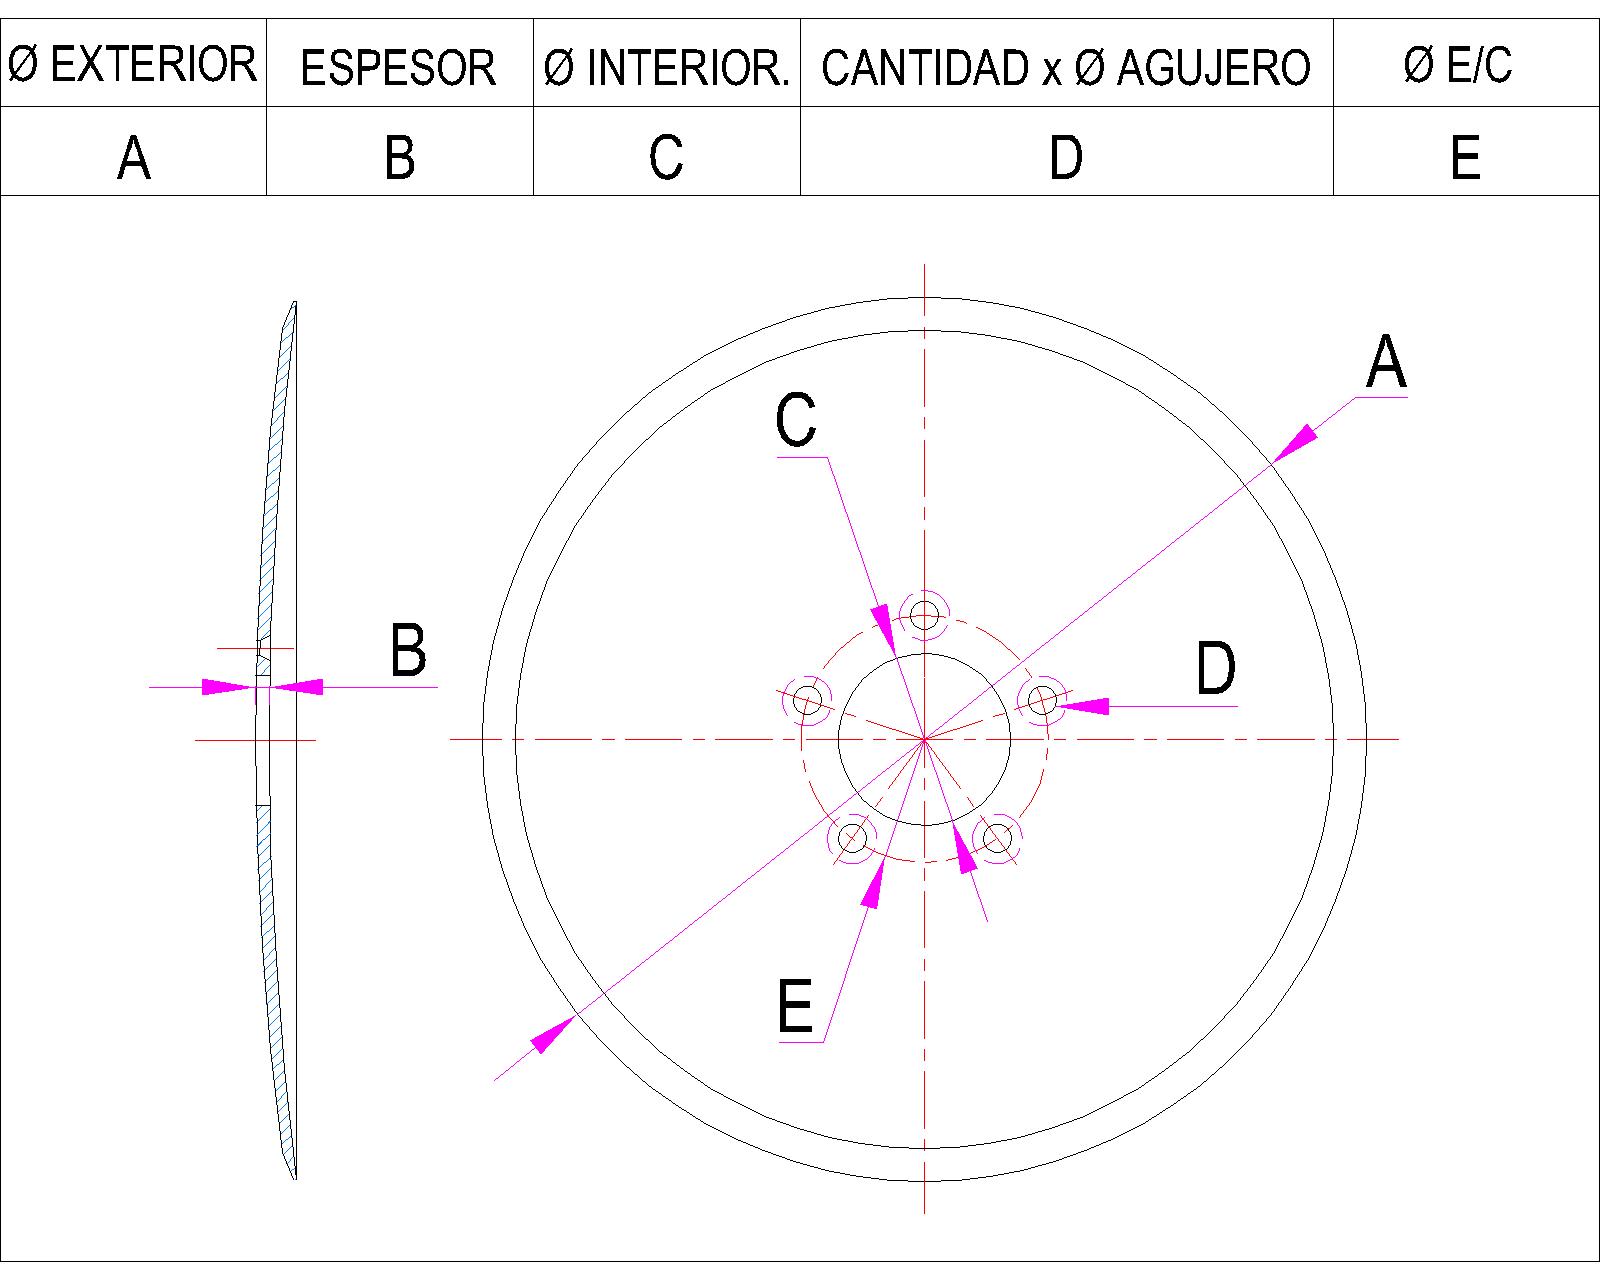 Ø EXTERIOR ESPESOR Ø INTERIOR. CANTIDAD x Ø AGUJERO Ø E/C
A B C D E
A
C
B
D
E